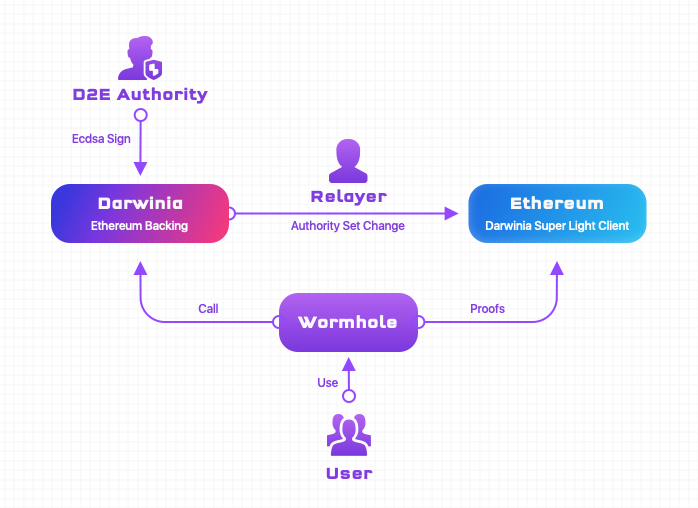 D2E Authority
Ecdsa Sign
Relayer
Darwinia
Ethereum Backing
Authority Set Change
Ethereum
Darwinia Super Light Client
Call
Wormhole
Proofs
Use
User